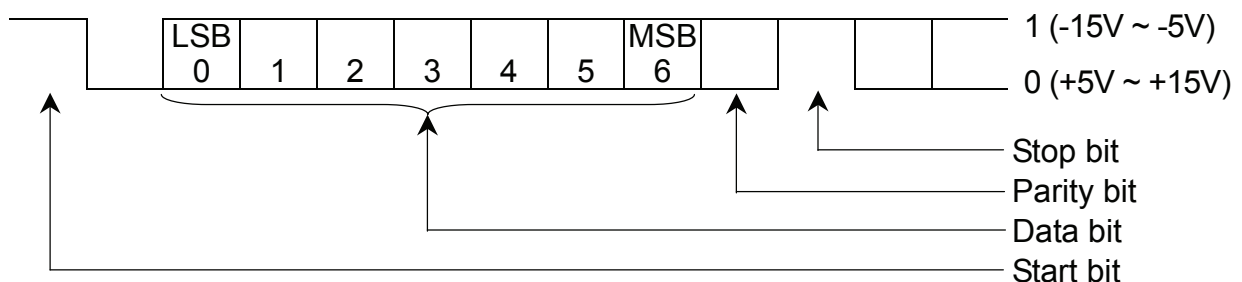 LSB MSB 1 (-15V ~ -5V)
0 1 2 3 4 5 6 0 (+5V ~ +15V)
Stop bit
Parity bit
Data bit
Start bit